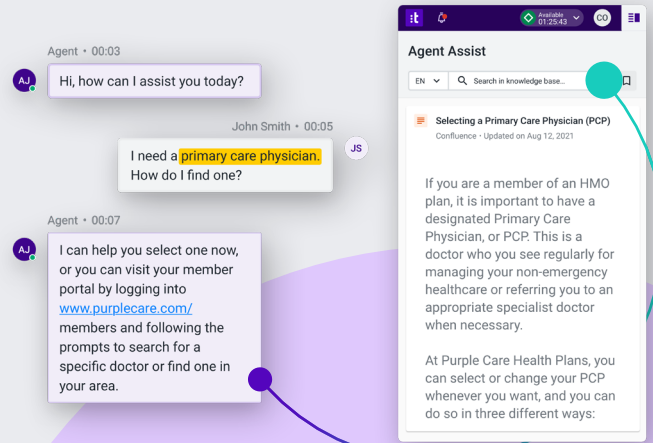 Agent • 00:03
AJ
Hi, how can I assist you today?
John Smith • 00:05
I need a primary care physician.
How do I find one?
JS
Agent • 00:07
AJ
I can help you select one now,
or you can visit your member
portal by logging into
www.purplecare.com/
members and following the
prompts to search for a
specific doctor or find one in
your area.
:t
Available
01:25:43
CO
Agent Assist
EN
Search in knowledge base...
Selecting a Primary Care Physician (PCP)
Confluence • Updated on Aug 12, 2021
If you are a member of an HMO
plan, it is important to have a
designated Primary Care
Physician, or PCP. This is a
doctor who you see regularly for
managing your non-emergency
healthcare or referring you to an
appropriate specialist doctor
when necessary.
At Purple Care Health Plans, you
can select or change your PCP
whenever you want, and you can
do so in three different ways: